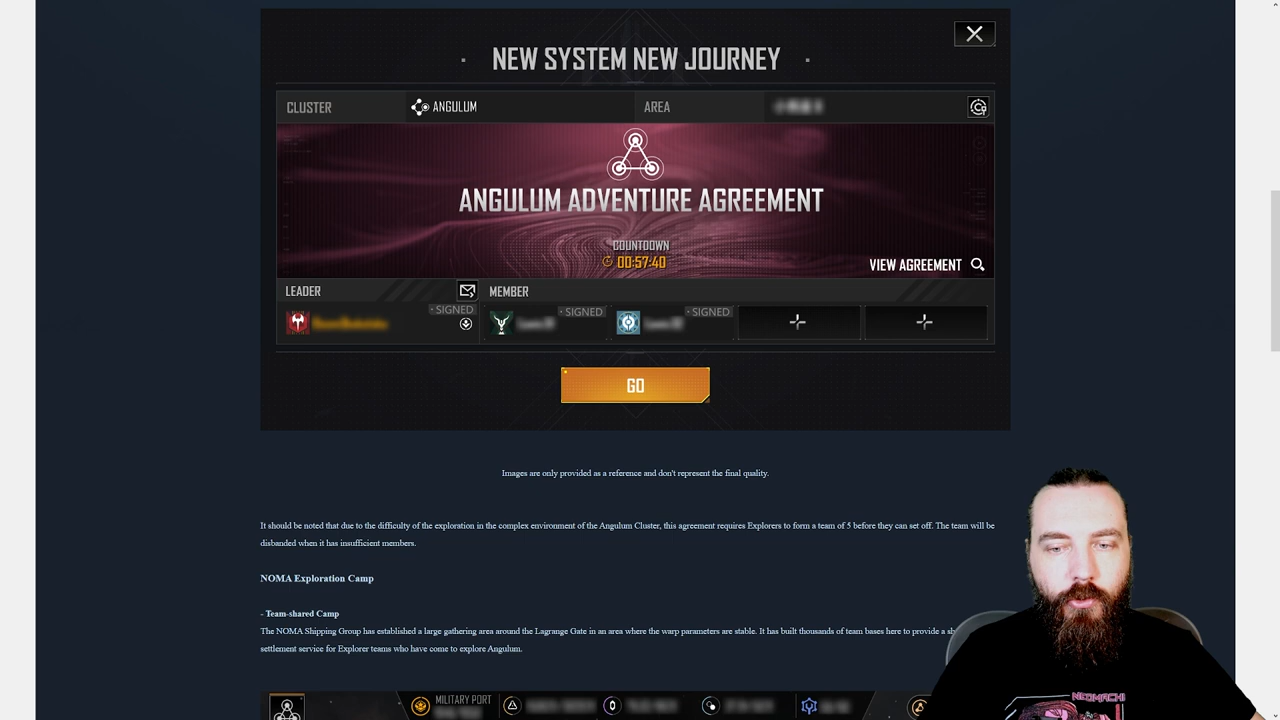 NEW SYSTEM NEW JOURNEY
CLUSTER ANGULUM AREA
ANGULUM ADVENTURE AGREEMENT
COUNTDOWN
00:57:40
VIEW AGREEMENT
LEADER MEMBER
SIGNED SIGNED SIGNED
GO
Images are only provided as a reference and don't represent the final quality.
It should be noted that due to the difficulty of the exploration in the complex environment of the Angulum Cluster, this agreement requires Explorers to form a team of 5 before they can set off. The team will be
disbanded when it has insufficient members.
NOMA Exploration Camp
- Team-shared Camp
The NOMA Shipping Group has established a large gathering area around the Lagrange Gate in an area where the warp parameters are stable. It has built thousands of team bases here to provide a
settlement service for Explorer teams who have come to explore Angulum.
MILITARY PORT
NEOMACHI